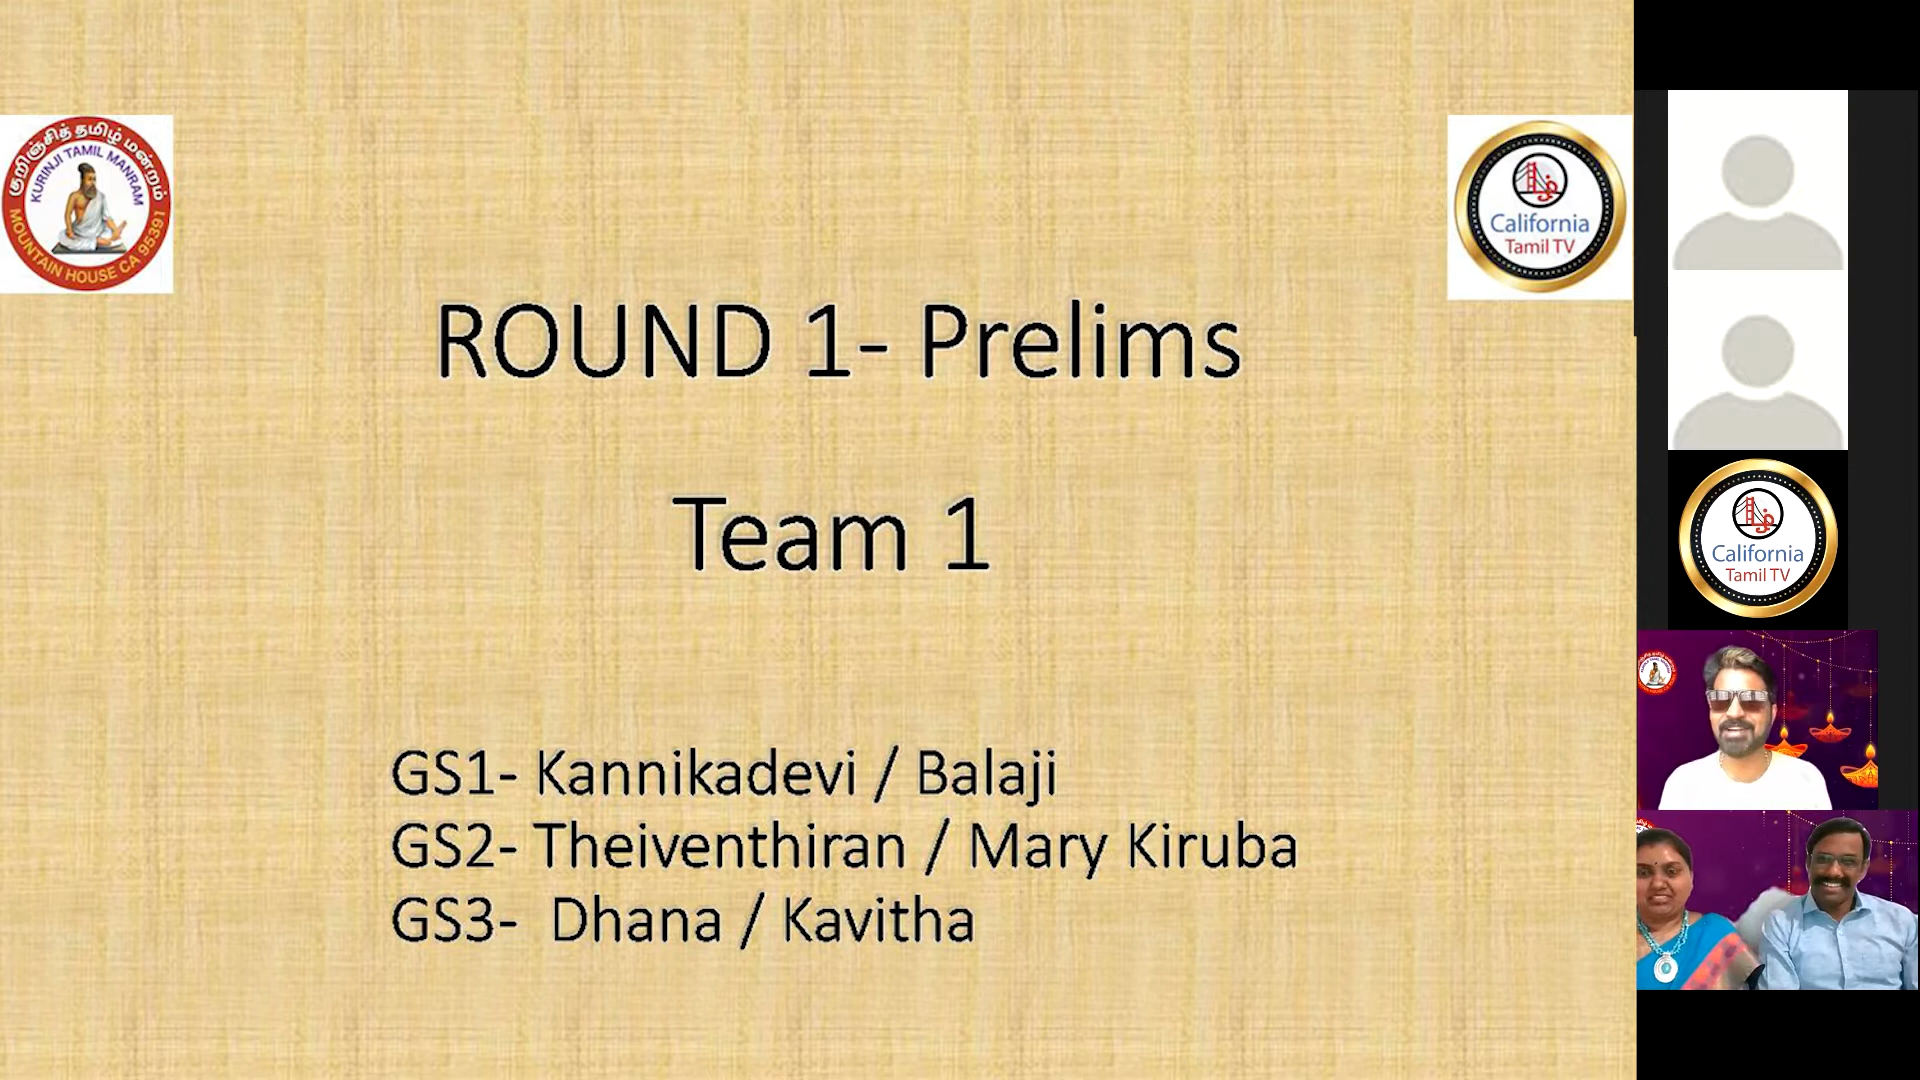 குறிஞ்சித் தமிழ் மன்றம்
KURINJI TAMIL MANRAM
MOUNTAIN HOUSE CA 95391
California
Tamil TV
ROUND 1- Prelims
Team 1
GS1- Kannikadevi / Balaji
GS2- Theiventhiran / Mary Kiruba
GS3- Dhana / Kavitha
California
Tamil TV